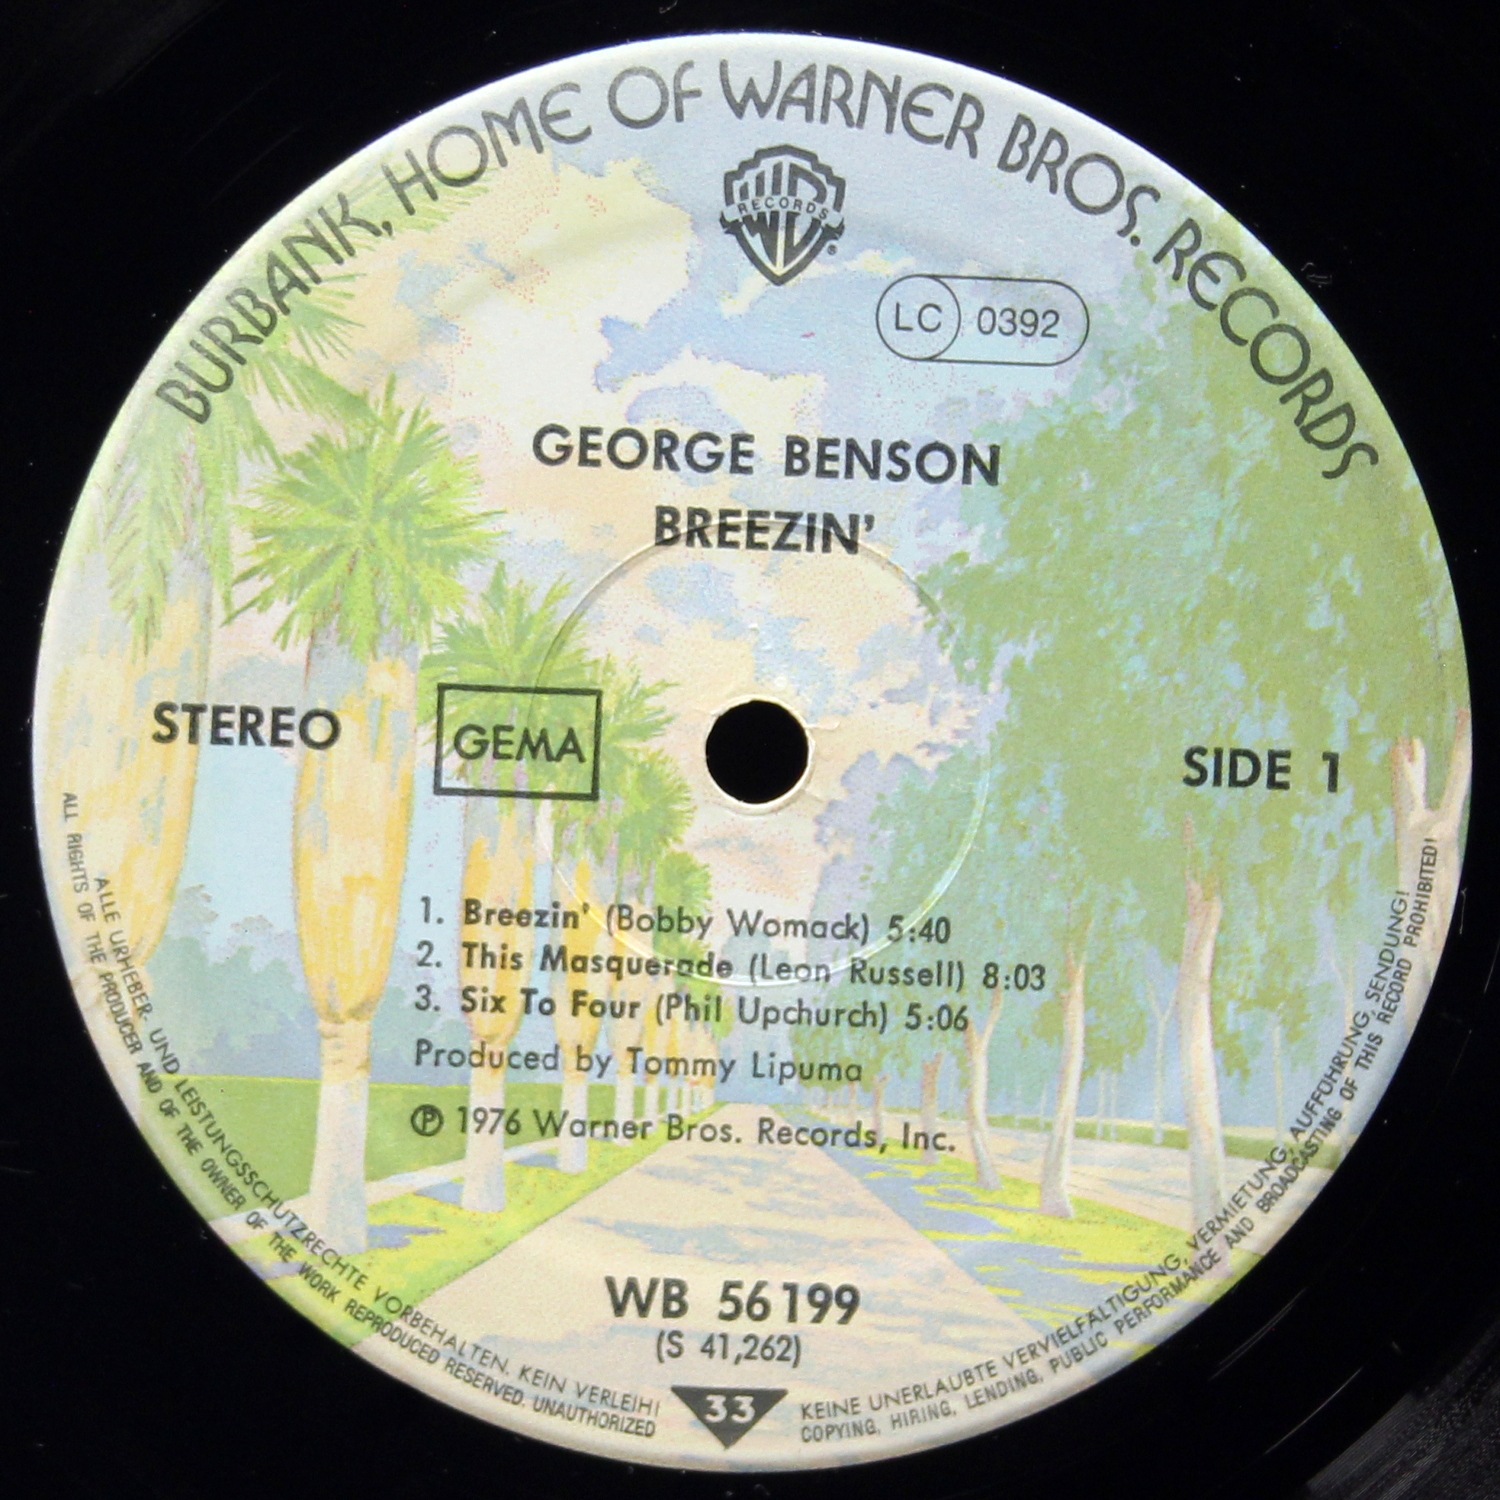 BURBANK, HOME OF WARNER BROS. RECORDS
WB
RECORDS
®
LC 0392
GEORGE BENSON
BREEZIN'
STEREO
GEMA
SIDE 1
1. Breezin' (Bobby Womack) 5:40
2. This Masquerade (Leon Russell) 8:03
3. Six To Four (Phil Upchurch) 5:06
Produced by Tommy Lipuma
℗ 1976 Warner Bros. Records, Inc.
WB 56 199
(S 41,262)
33
ALLE URHEBER- UND LEISTUNGSSCHUTZRECHTE VORBEHALTEN. KEIN VERLEIH!
KEINE UNERLAUBTE VERVIELFÄLTIGUNG, VERMIETUNG, AUFFÜHRUNG, SENDUNG!
ALL RIGHTS OF THE PRODUCER AND OF THE OWNER OF THE WORK REPRODUCED RESERVED. UNAUTHORIZED
COPYING, HIRING, LENDING, PUBLIC PERFORMANCE AND BROADCASTING OF THIS RECORD PROHIBITED!